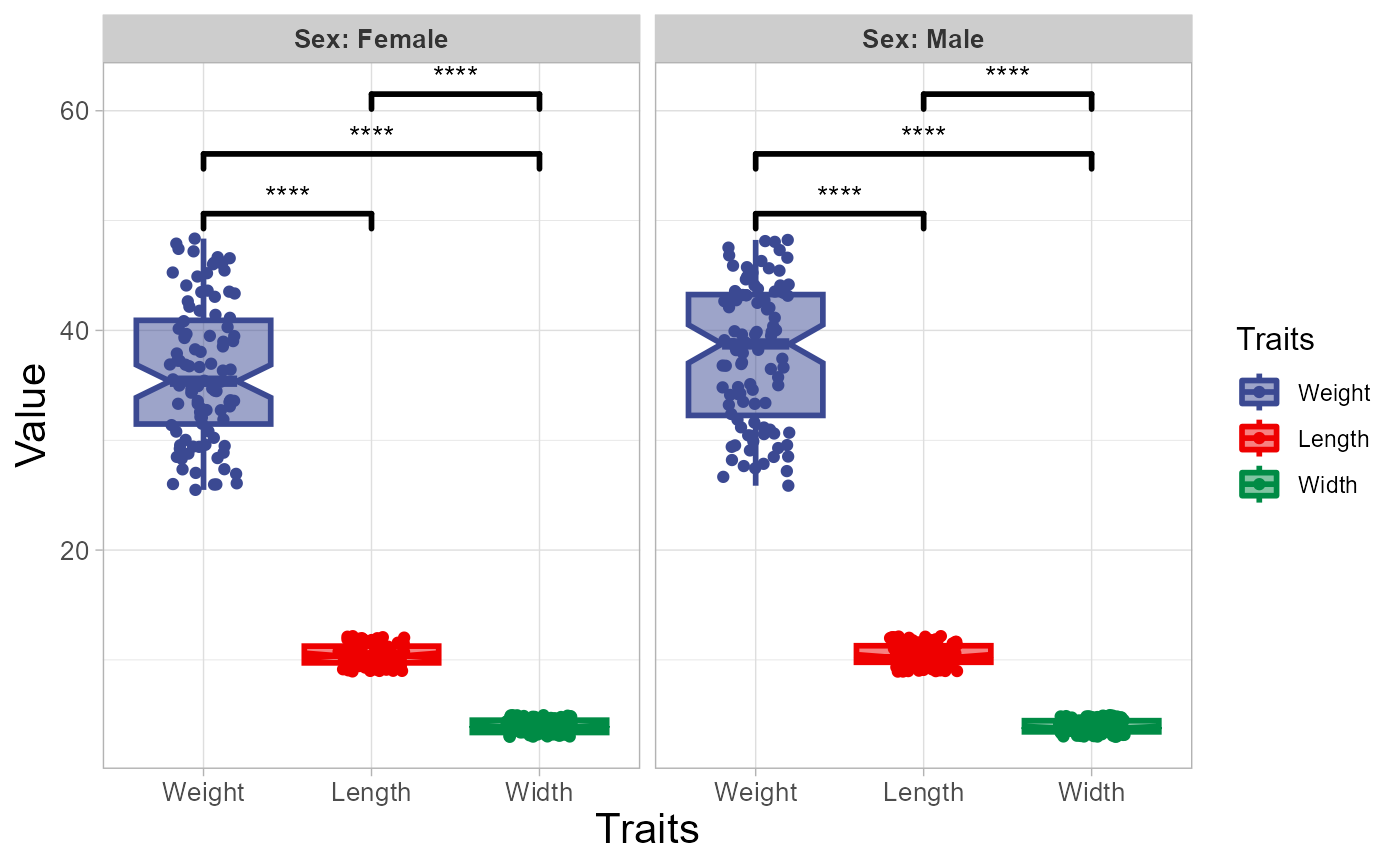 Sex: Female
Sex: Male
****
****
****
****
****
****
60
40
20
Value
Weight
Length
Width
Weight
Length
Width
Traits
Traits
Weight
Length
Width